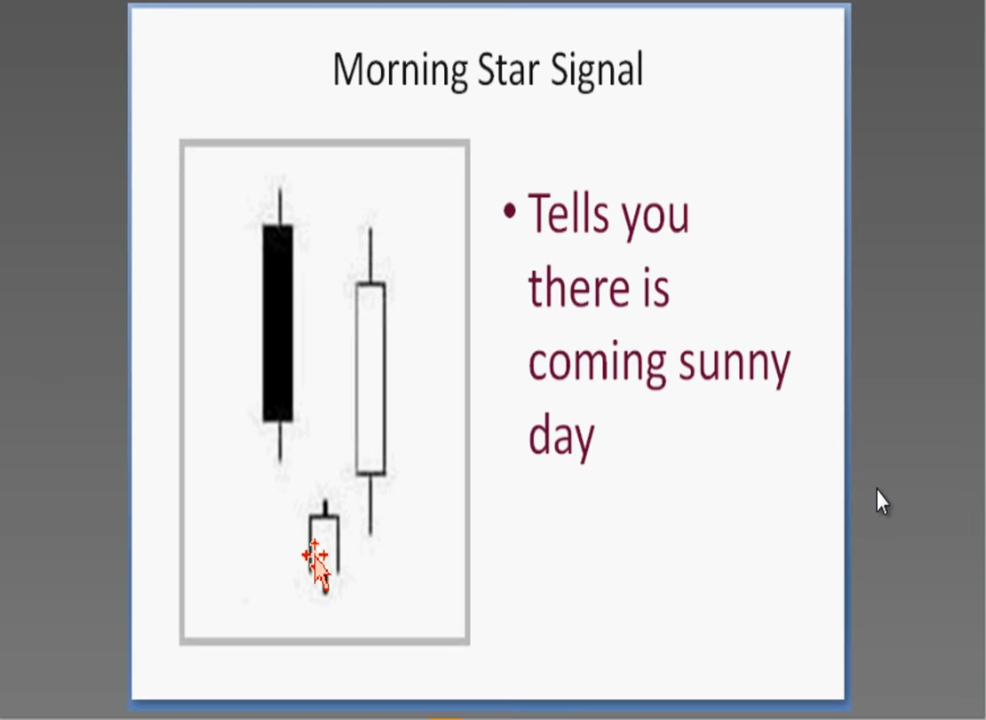 Morning Star Signal
• Tells you
there is
coming sunny
day